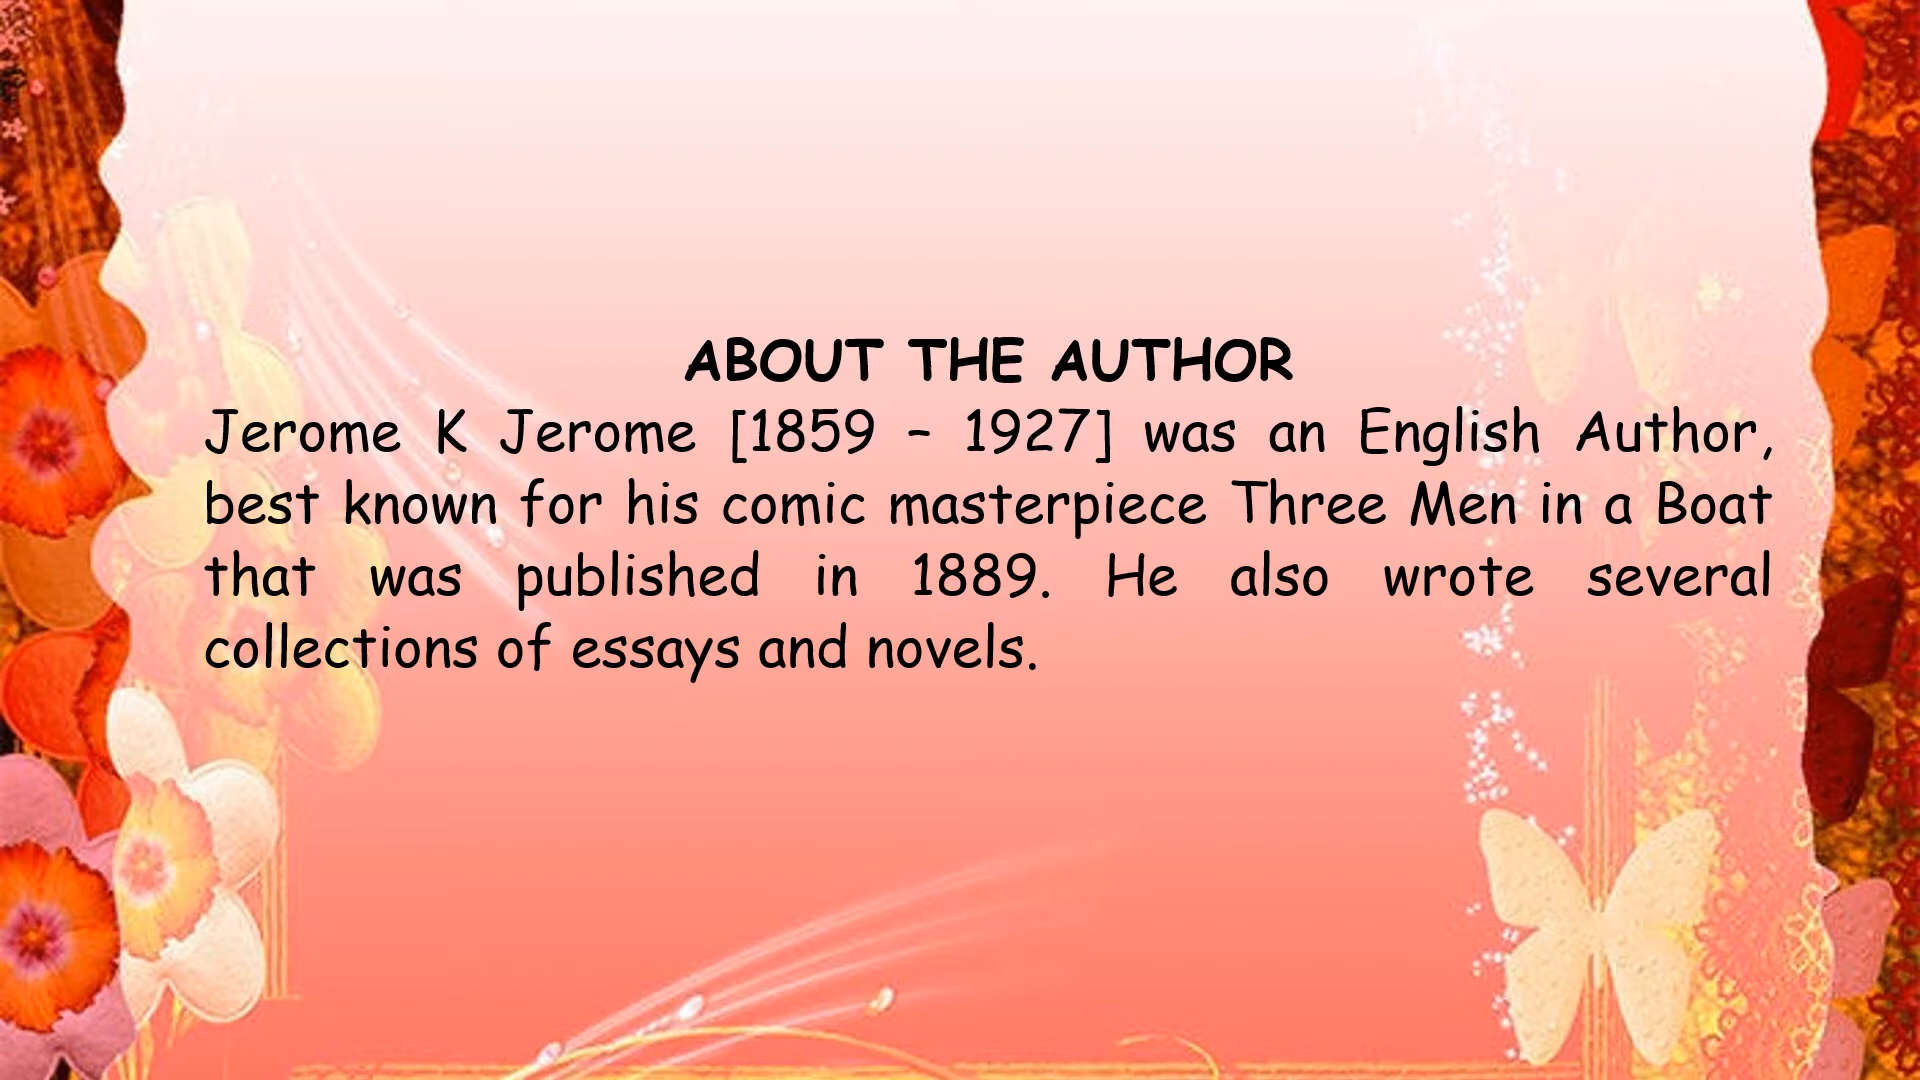 ABOUT THE AUTHOR
Jerome K Jerome [1859 – 1927] was an English Author,
best known for his comic masterpiece Three Men in a Boat
that was published in 1889. He also wrote several
collections of essays and novels.